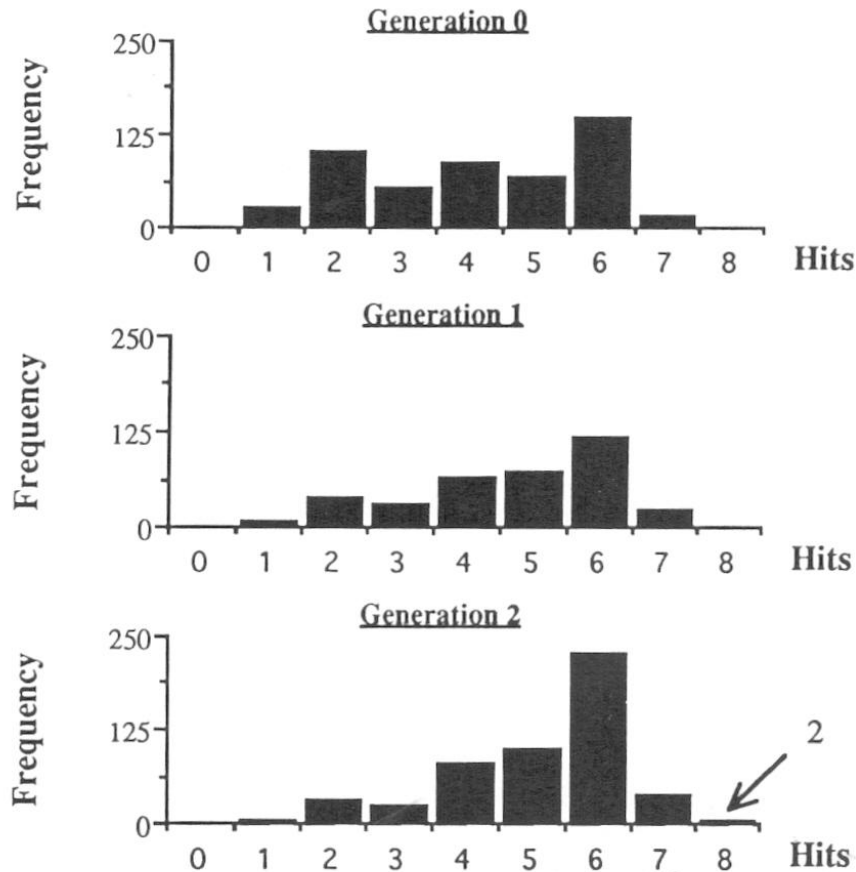 Generation 0
250
125
0
Frequency
0 1 2 3 4 5 6 7 8 Hits
Generation 1
250
125
0
Frequency
0 1 2 3 4 5 6 7 8 Hits
Generation 2
250
125
0
Frequency
2
0 1 2 3 4 5 6 7 8 Hits